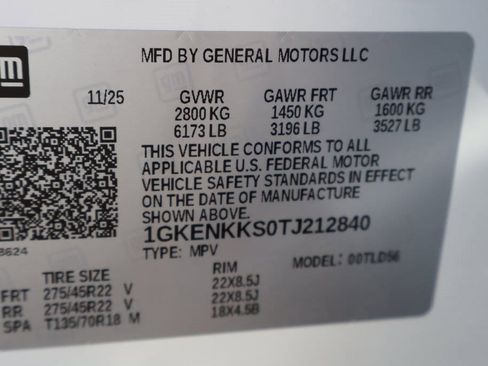 gm
MFD BY GENERAL MOTORS LLC
11/25 GVWR GAWR FRT GAWR RR
2800 KG 1450 KG 1600 KG
6173 LB 3196 LB 3527 LB
THIS VEHICLE CONFORMS TO ALL
APPLICABLE U.S. FEDERAL MOTOR
VEHICLE SAFETY STANDARDS IN EFFECT
ON THE DATE OF MANUFACTURE
SHOWN ABOVE.
1GKENKKS0TJ212840
TYPE: MPV MODEL: 00TLD56
8624
TIRE SIZE RIM
FRT 275/45R22 V 22X8.5J
RR 275/45R22 V 22X8.5J
SPA T135/70R18 M 18X4.5B